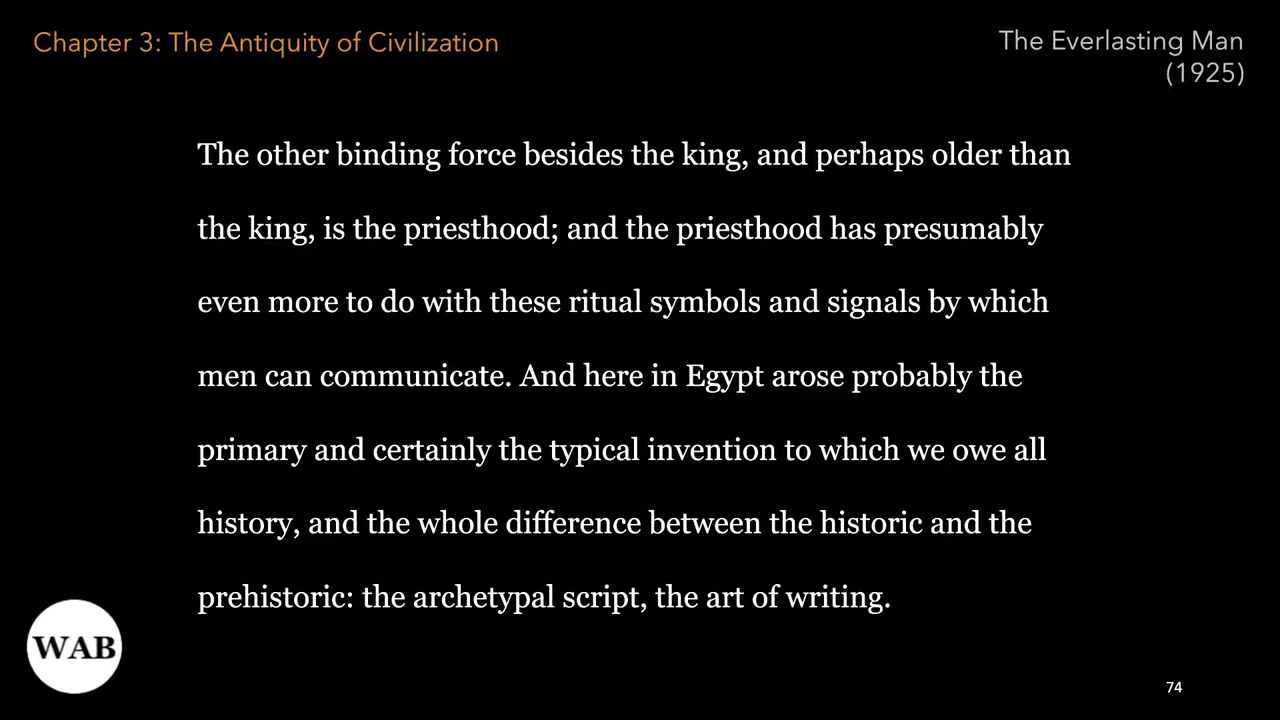 Chapter 3: The Antiquity of Civilization
The Everlasting Man
(1925)
The other binding force besides the king, and perhaps older than
the king, is the priesthood; and the priesthood has presumably
even more to do with these ritual symbols and signals by which
men can communicate. And here in Egypt arose probably the
primary and certainly the typical invention to which we owe all
history, and the whole difference between the historic and the
prehistoric: the archetypal script, the art of writing.
WAB
74